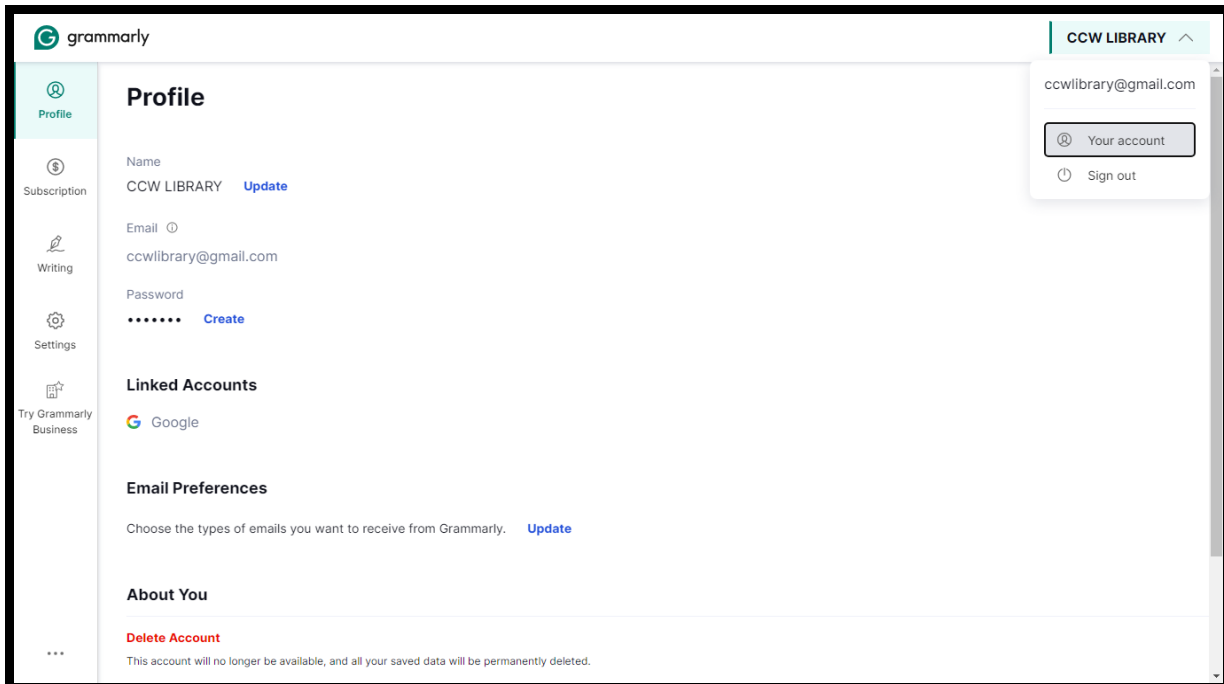 grammarly
CCW LIBRARY
ccwlibrary@gmail.com
Your account
Sign out
Profile
Subscription
Writing
Settings
Try Grammarly
Business
Profile
Name
CCW LIBRARY Update
Email
ccwlibrary@gmail.com
Password
••••••• Create
Linked Accounts
Google
Email Preferences
Choose the types of emails you want to receive from Grammarly. Update
About You
Delete Account
This account will no longer be available, and all your saved data will be permanently deleted.